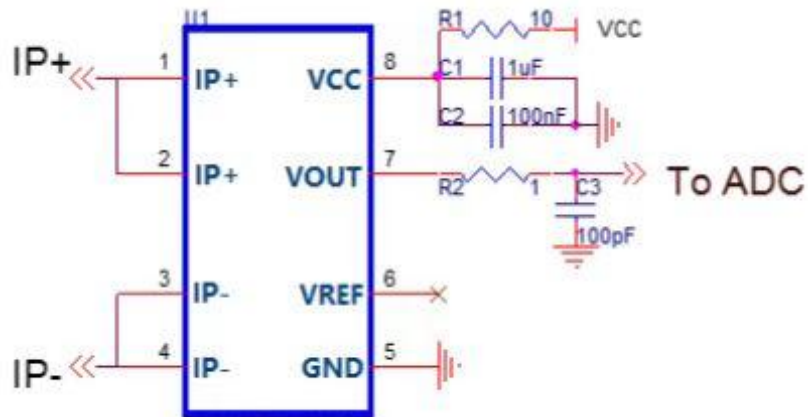 U1
R1 10 VCC
IP+ 1 IP+ VCC 8 C1 1uF
C2 100nF
2 IP+ VOUT 7 R2 1 C3 To ADC
100pF
3 IP- VREF 6
IP- 4 IP- GND 5